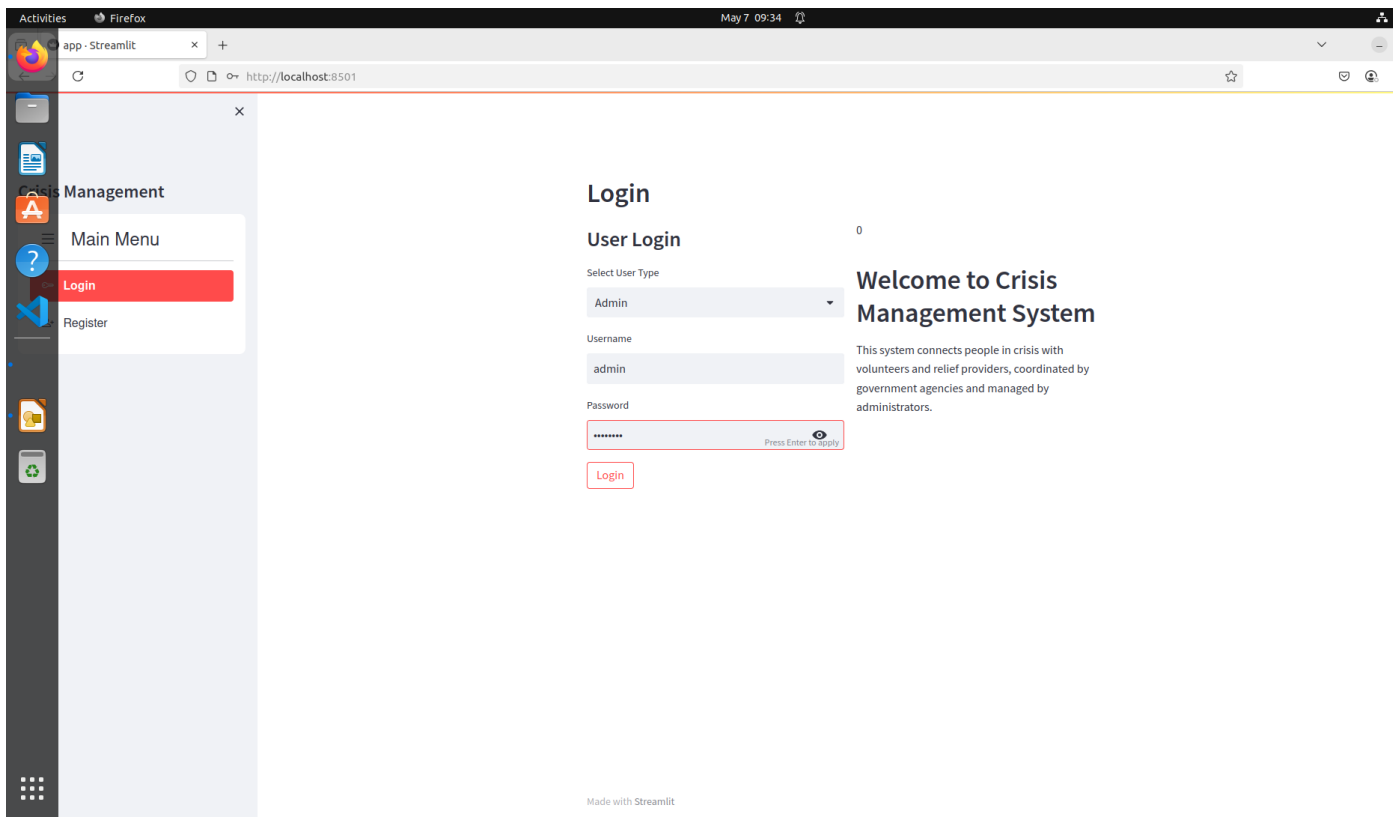 Activities Firefox May 7 09:34
app · Streamlit
http://localhost:8501
Crisis Management
Main Menu
Login
Register
Login
User Login
Select User Type
Admin
Username
admin
Password
••••••••
Press Enter to apply
Login
0
Welcome to Crisis
Management System
This system connects people in crisis with
volunteers and relief providers, coordinated by
government agencies and managed by
administrators.
Made with Streamlit